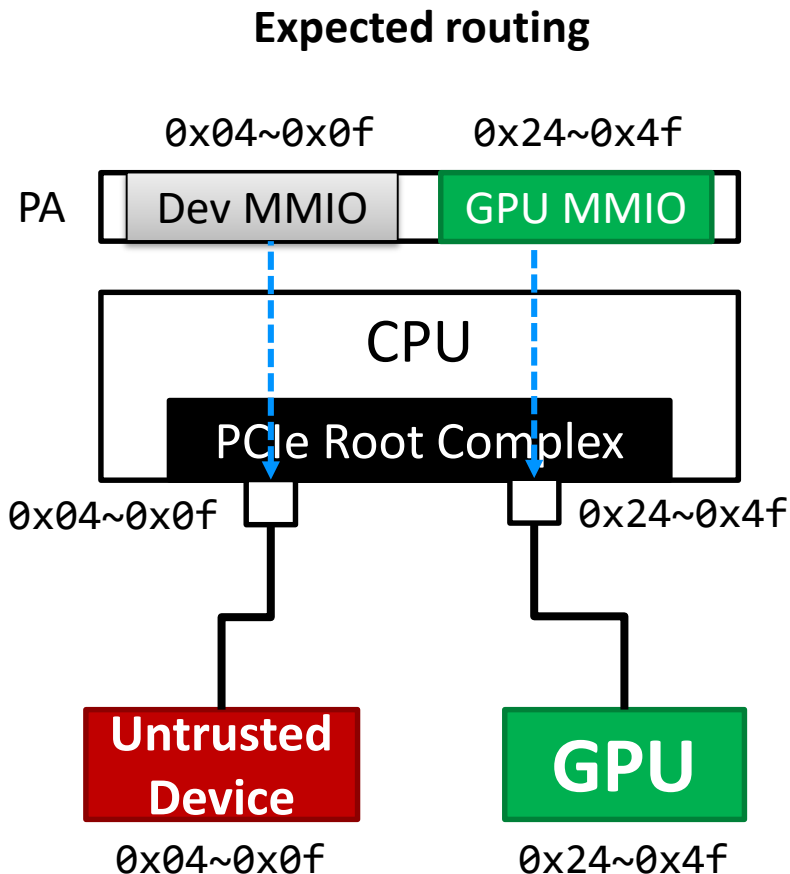 Expected routing
0x04~0x0f
0x24~0x4f
PA
Dev MMIO
GPU MMIO
CPU
PCIe Root Complex
0x04~0x0f
0x24~0x4f
Untrusted
Device
GPU
0x04~0x0f
0x24~0x4f